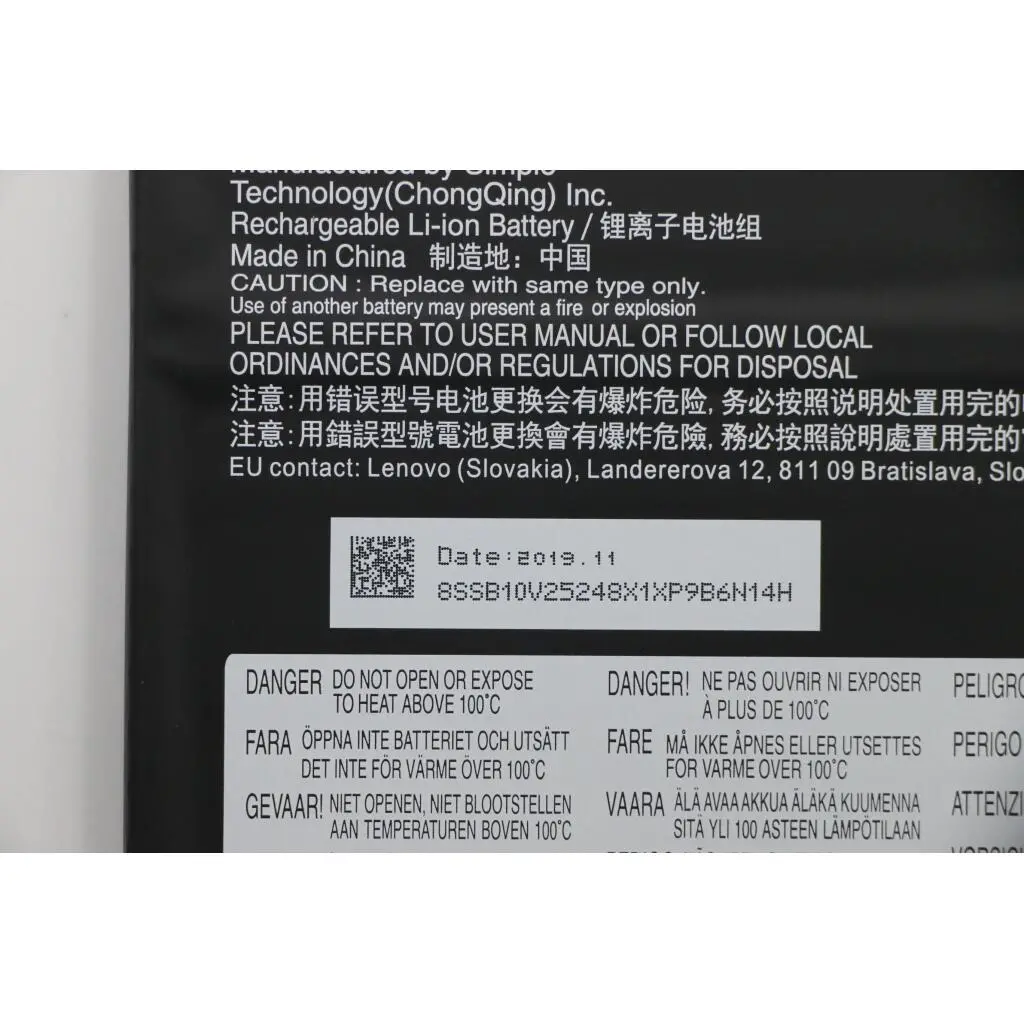 Manufactured by Simplo
Technology(ChongQing) Inc.
Rechargeable Li-ion Battery / 锂离子电池组
Made in China 制造地：中国
CAUTION : Replace with same type only.
Use of another battery may present a fire or explosion
PLEASE REFER TO USER MANUAL OR FOLLOW LOCAL
ORDINANCES AND/OR REGULATIONS FOR DISPOSAL
注意:用错误型号电池更换会有爆炸危险,务必按照说明处置用完的
注意:用錯誤型號電池更換會有爆炸危險,務必按照說明處置用完的
EU contact: Lenovo (Slovakia), Landererova 12, 811 09 Bratislava, Slo
Date:2019.11
8SSB10V25248X1XP9B6N14H
DANGER DO NOT OPEN OR EXPOSE
TO HEAT ABOVE 100°C
DANGER! NE PAS OUVRIR NI EXPOSER
À PLUS DE 100°C
PELIGRO
FARA ÖPPNA INTE BATTERIET OCH UTSÄTT
DET INTE FÖR VÄRME ÖVER 100°C
FARE MÅ IKKE ÅPNES ELLER UTSETTES
FOR VARME OVER 100°C
PERIGO
GEVAAR! NIET OPENEN, NIET BLOOTSTELLEN
AAN TEMPERATUREN BOVEN 100°C
VAARA ÄLÄ AVAA AKKUA ÄLÄKÄ KUUMENNA
SITÄ YLI 100 ASTEEN LÄMPÖTILAAN
ATTENZI